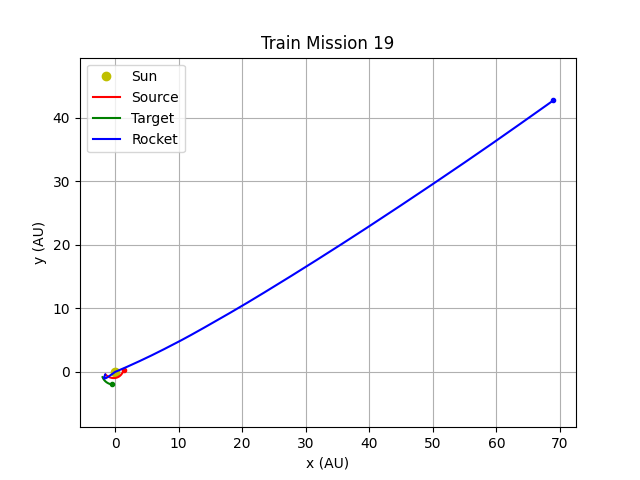 Train Mission 19
Sun
Source
Target
Rocket
y (AU)
40
30
20
10
0
0 10 20 30 40 50 60 70
x (AU)